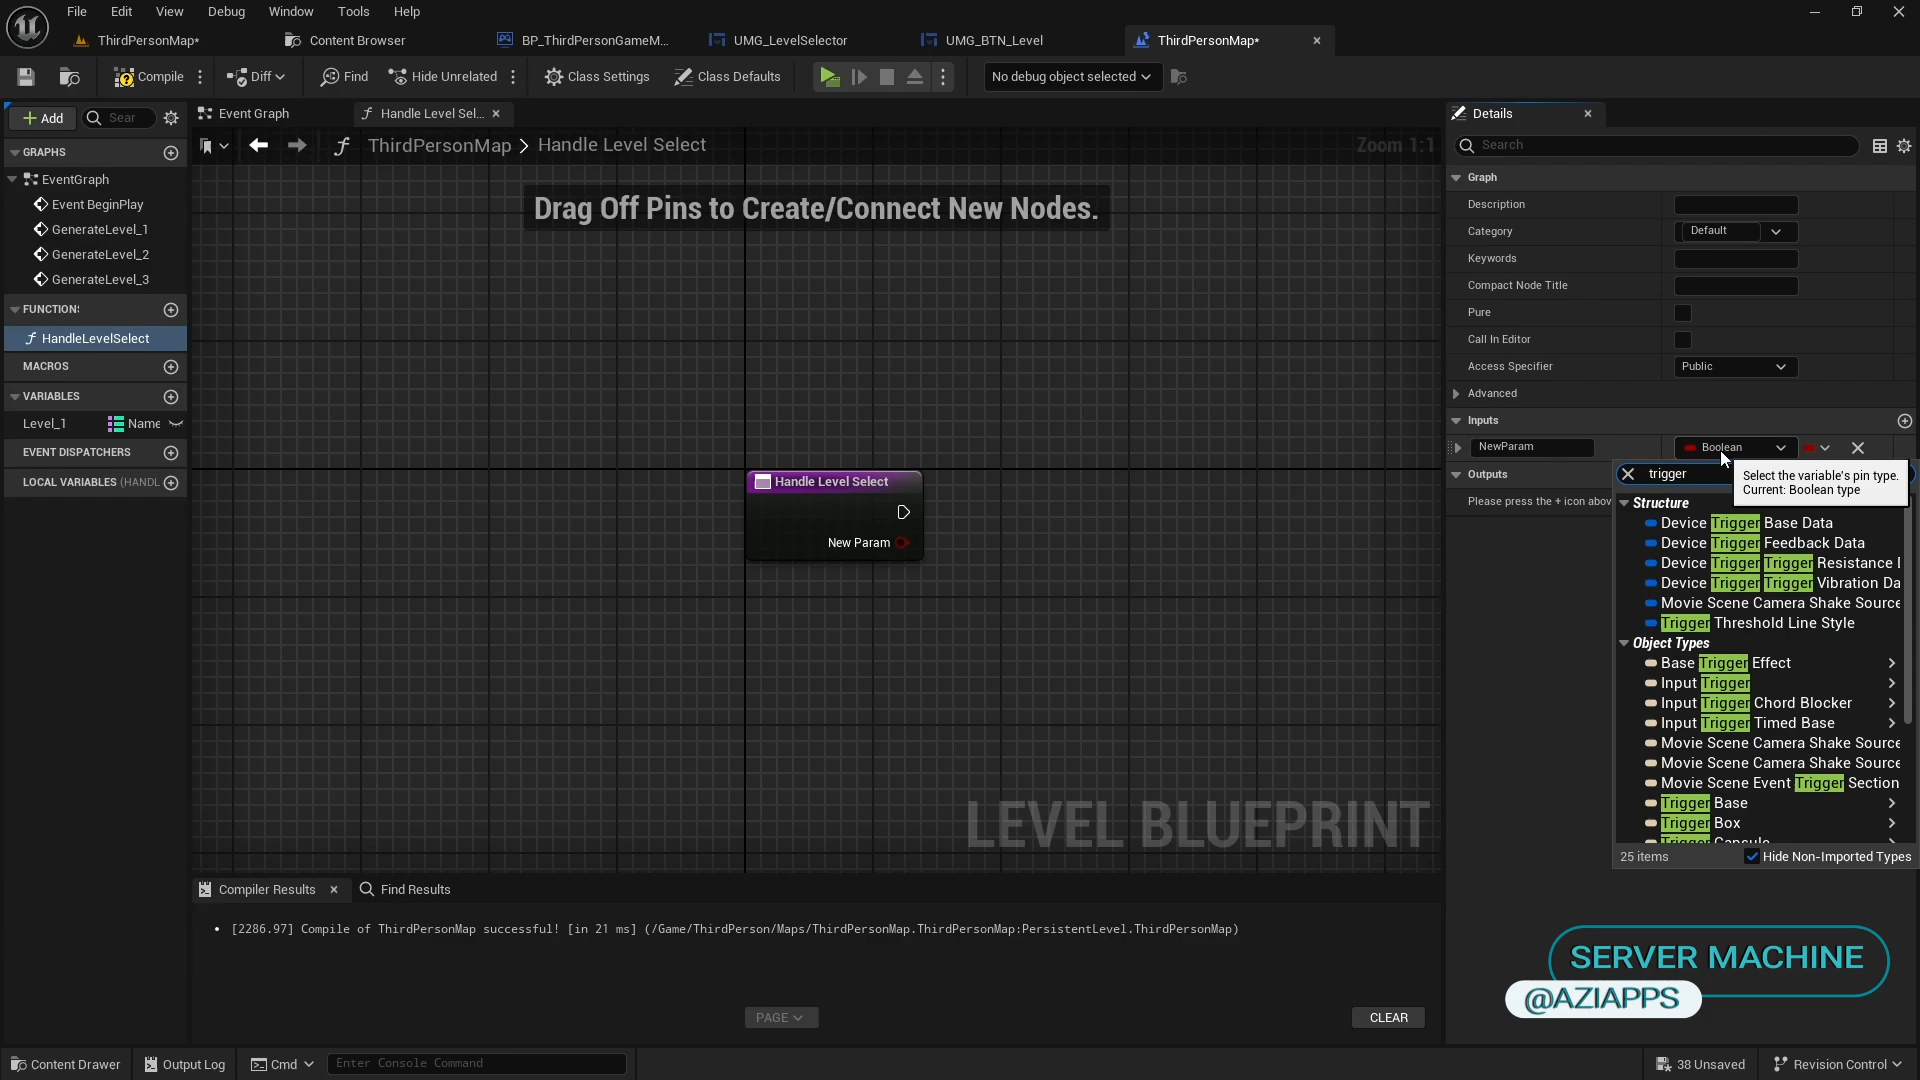 File Edit View Debug Window Tools Help
ThirdPersonMap* Content Browser BP_ThirdPersonGameM... UMG_LevelSelector UMG_BTN_Level ThirdPersonMap*
Compile Diff Find Hide Unrelated Class Settings Class Defaults No debug object selected
Add Sear Event Graph Handle Level Sel... Details
ThirdPersonMap > Handle Level Select Zoom 1:1 Search
GRAPHS
EventGraph
Event BeginPlay
GenerateLevel_1
GenerateLevel_2
GenerateLevel_3
FUNCTION:
HandleLevelSelect
MACROS
VARIABLES
Level_1 Name
EVENT DISPATCHERS
LOCAL VARIABLES (HANDL
Drag Off Pins to Create/Connect New Nodes.
Handle Level Select
New Param
LEVEL BLUEPRINT
Graph
Description
Category Default
Keywords
Compact Node Title
Pure
Call In Editor
Access Specifier Public
Advanced
Inputs
NewParam Boolean
Outputs
Please press the + icon abov
trigger
Select the variable's pin type.
Current: Boolean type
Structure
Device Trigger Base Data
Device Trigger Feedback Data
Device Trigger Trigger Resistance
Device Trigger Trigger Vibration Da
Movie Scene Camera Shake Source
Trigger Threshold Line Style
Object Types
Base Trigger Effect
Input Trigger
Input Trigger Chord Blocker
Input Trigger Timed Base
Movie Scene Camera Shake Source
Movie Scene Camera Shake Source
Movie Scene Event Trigger Section
Trigger Base
Trigger Box
Trigger Capsule
25 items Hide Non-Imported Types
Compiler Results Find Results
• [2286.97] Compile of ThirdPersonMap successful! [in 21 ms] (/Game/ThirdPerson/Maps/ThirdPersonMap.ThirdPersonMap:PersistentLevel.ThirdPersonMap)
PAGE CLEAR
SERVER MACHINE
@AZIAPPS
Content Drawer Output Log Cmd Enter Console Command 38 Unsaved Revision Control